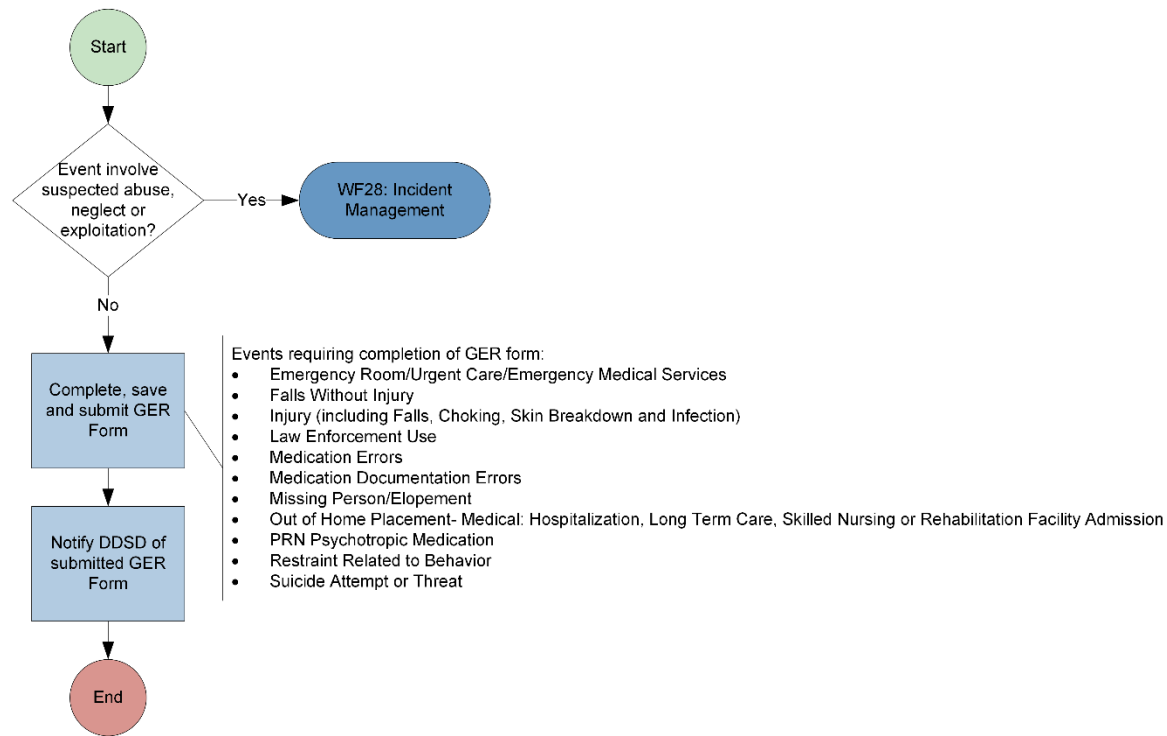 Start
Event involve
suspected abuse,
neglect or
exploitation?
Yes
WF28: Incident
Management
No
Complete, save
and submit GER
Form
Events requiring completion of GER form:
• Emergency Room/Urgent Care/Emergency Medical Services
• Falls Without Injury
• Injury (including Falls, Choking, Skin Breakdown and Infection)
• Law Enforcement Use
• Medication Errors
• Medication Documentation Errors
• Missing Person/Elopement
• Out of Home Placement- Medical: Hospitalization, Long Term Care, Skilled Nursing or Rehabilitation Facility Admission
• PRN Psychotropic Medication
• Restraint Related to Behavior
• Suicide Attempt or Threat
Notify DDSD of
submitted GER
Form
End